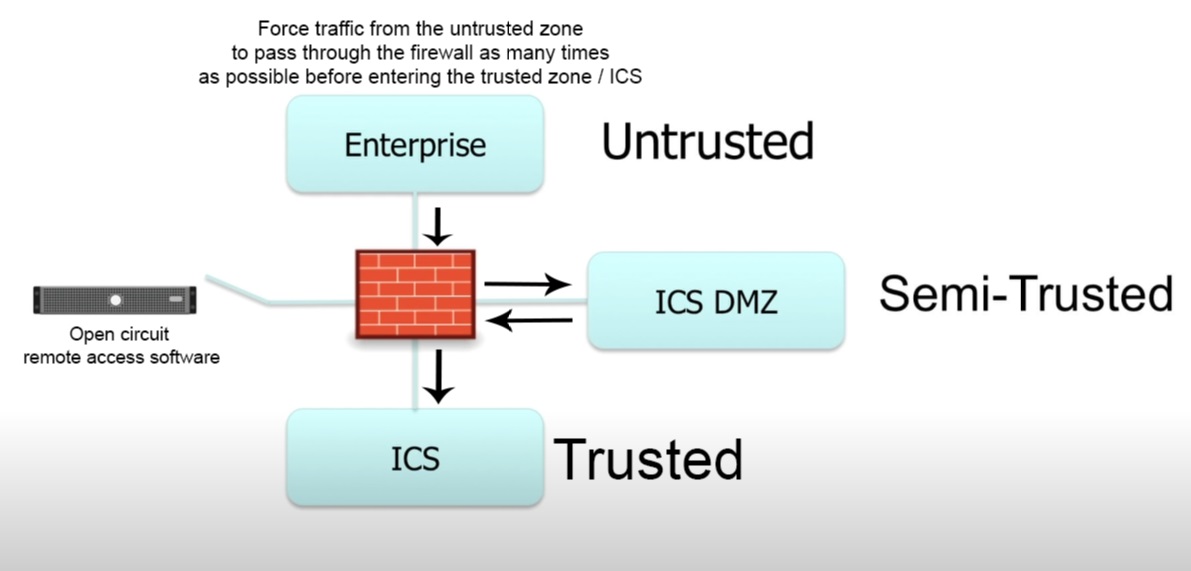 Force traffic from the untrusted zone
to pass through the firewall as many times
as possible before entering the trusted zone / ICS
Enterprise
Untrusted
ICS DMZ
Semi-Trusted
Open circuit
remote access software
ICS
Trusted